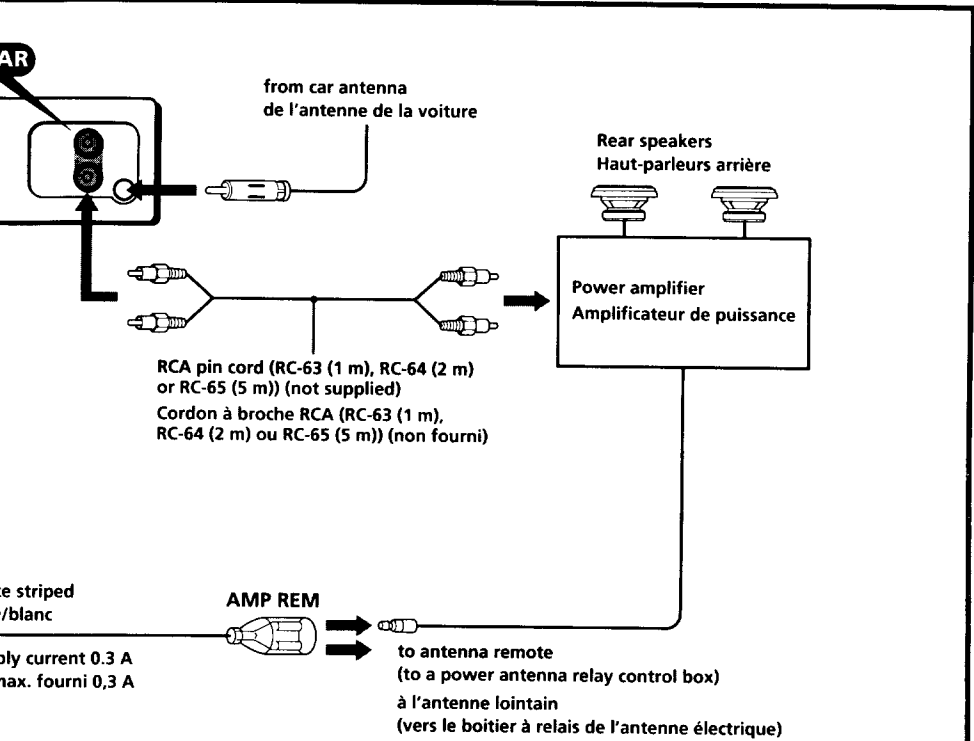 AR
from car antenna
de l'antenne de la voiture
Rear speakers
Haut-parleurs arrière
Power amplifier
Amplificateur de puissance
RCA pin cord (RC-63 (1 m), RC-64 (2 m)
or RC-65 (5 m)) (not supplied)
Cordon à broche RCA (RC-63 (1 m),
RC-64 (2 m) ou RC-65 (5 m)) (non fourni)
striped
/blanc
AMP REM
current 0.3 A
max. fourni 0,3 A
to antenna remote
(to a power antenna relay control box)
à l'antenne lointain
(vers le boitier à relais de l'antenne électrique)